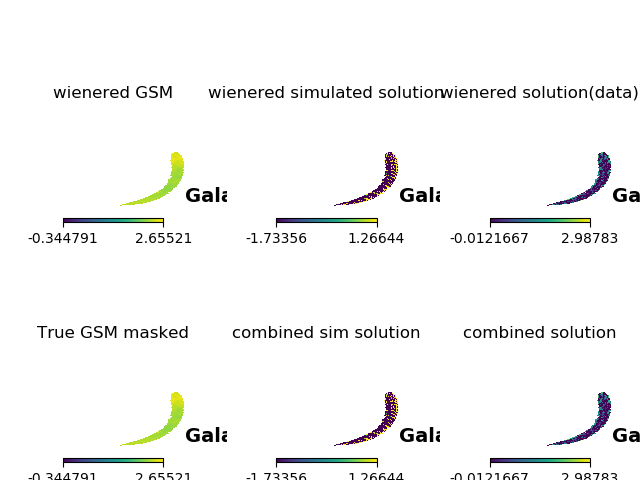 wienered GSM wienered simulated solution wienered solution(data)
Gala Gala Ga
-0.344791 2.65521 -1.73356 1.26644 -0.0121667 2.98783
True GSM masked combined sim solution combined solution
Gala Gala Ga
-0.344791 2.65521 -1.73356 1.26644 -0.0121667 2.98783